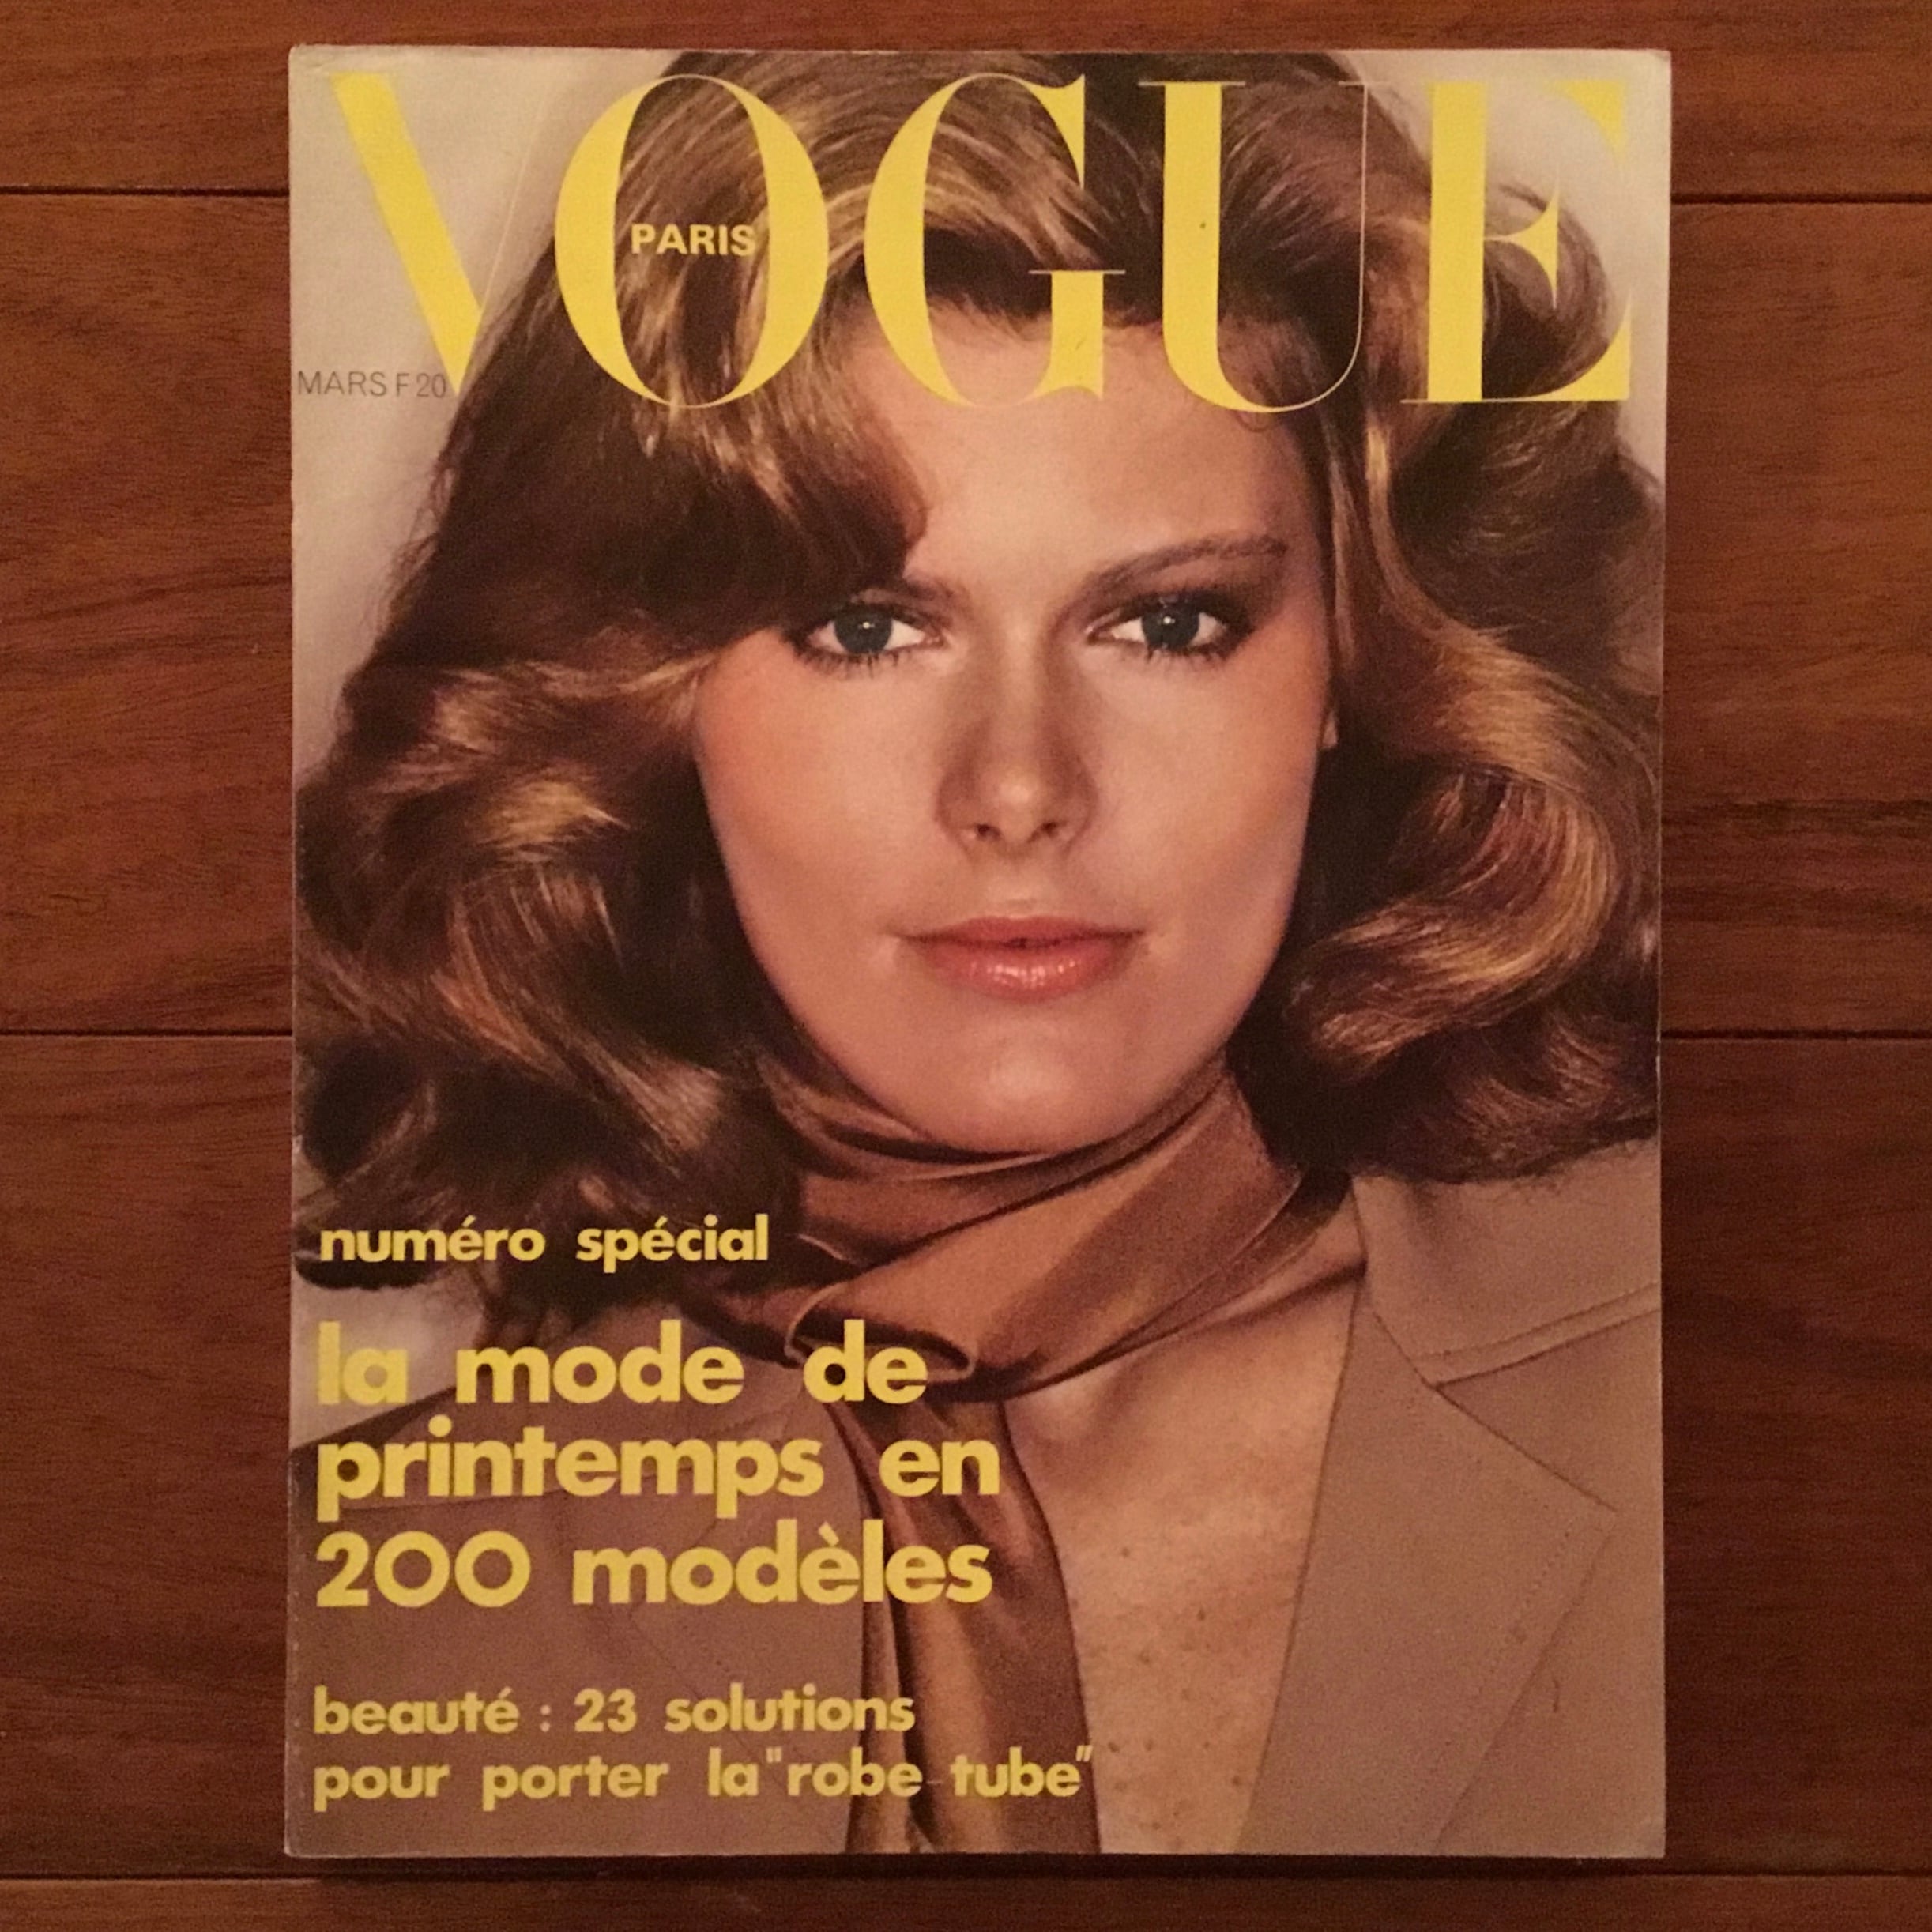 VOGUE
PARIS
MARS F 20
numéro spécial
la mode de
printemps en
200 modèles
beauté : 23 solutions
pour porter la "robe tube"